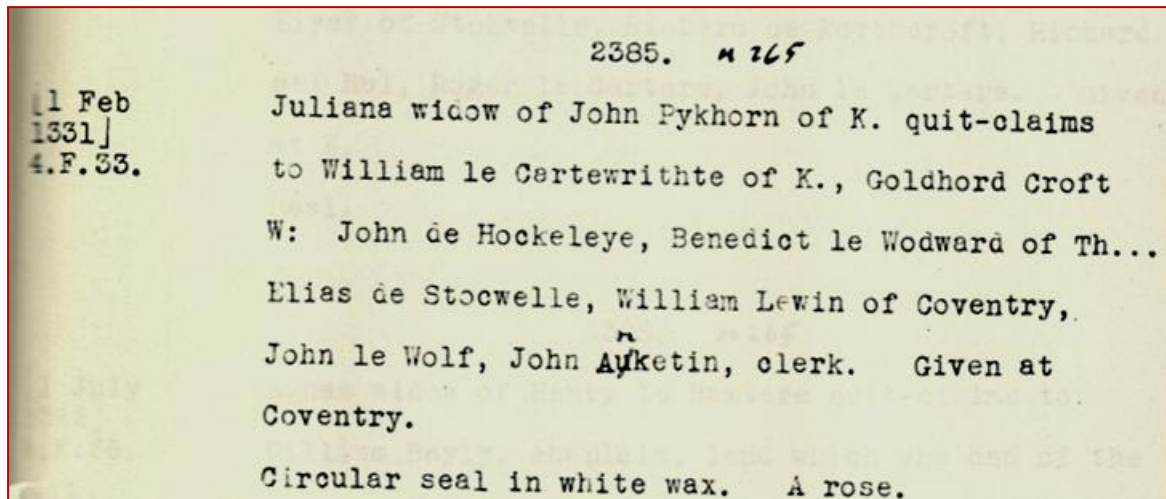 2385. n 265
[1 Feb
1331]
4.F.33.
Juliana widow of John Pykhorn of K. quit-claims
to William le Cartewrithte of K., Goldhord Croft
W: John de Hockeleye, Benedict le Wodward of Th...
Elias de Stocwelle, William Lewin of Coventry,
John le Wolf, John Anketin, clerk. Given at
Coventry.
Circular seal in white wax. A rose.